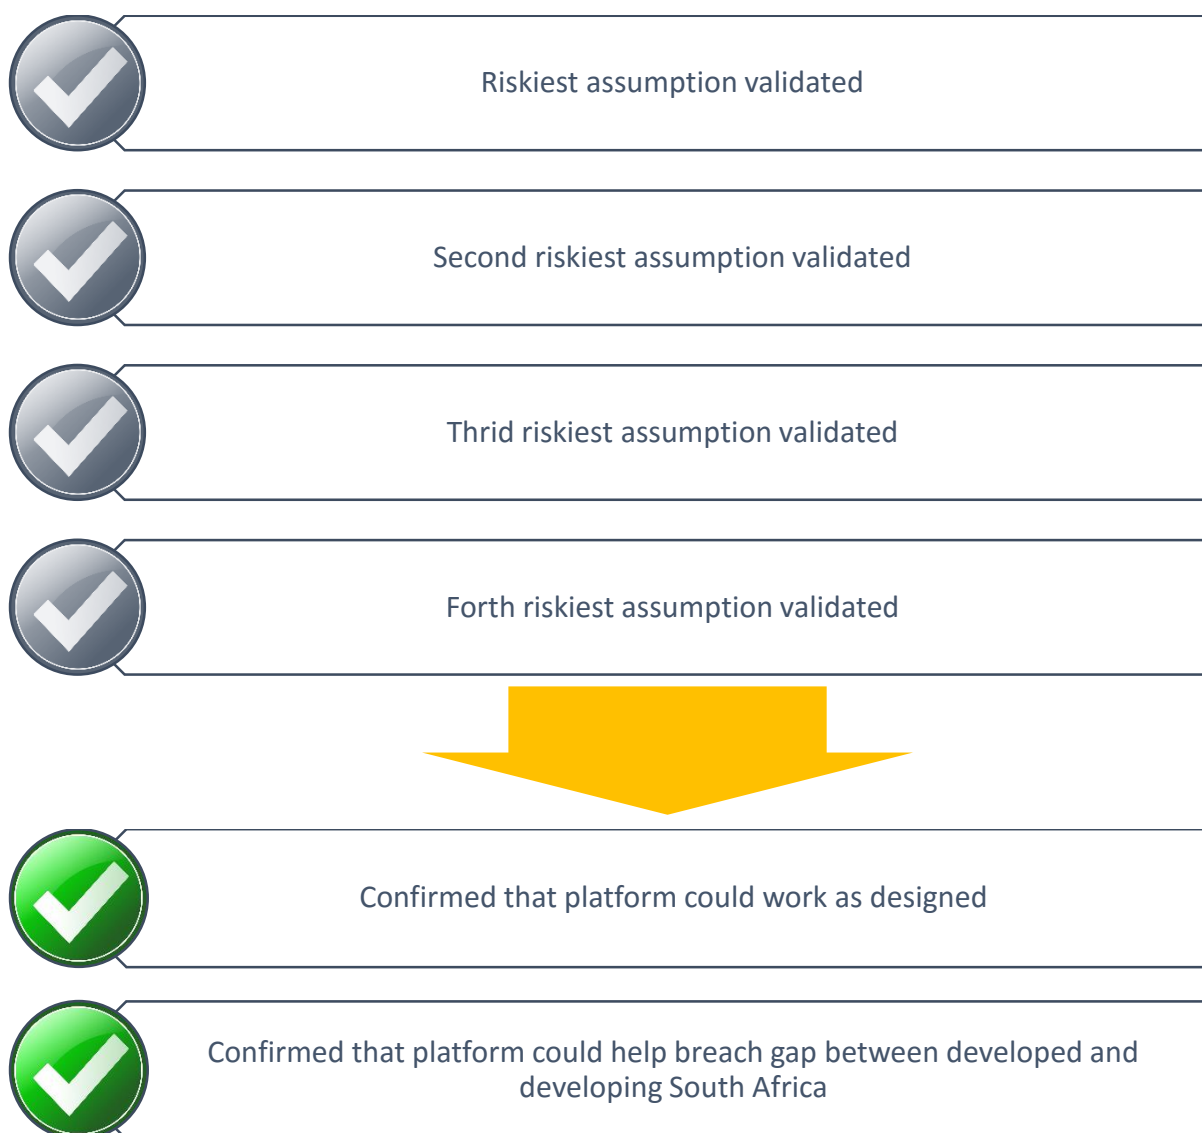 Riskiest assumption validated
Second riskiest assumption validated
Thrid riskiest assumption validated
Forth riskiest assumption validated
Confirmed that platform could work as designed
Confirmed that platform could help breach gap between developed and
developing South Africa